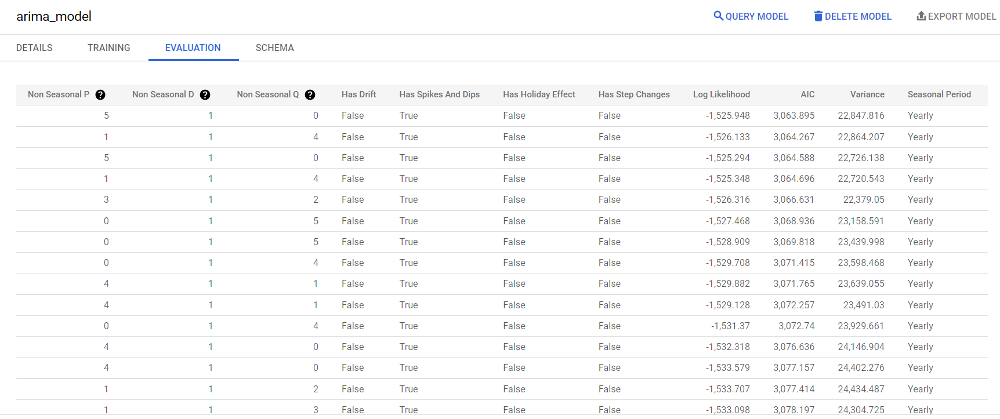 arima_model QUERY MODEL DELETE MODEL EXPORT MODEL
DETAILS TRAINING EVALUATION SCHEMA
Non Seasonal P ? Non Seasonal D ? Non Seasonal Q ? Has Drift Has Spikes And Dips Has Holiday Effect Has Step Changes Log Likelihood AIC Variance Seasonal Period
5 1 0 False True False False -1,525.948 3,063.895 22,847.816 Yearly
1 1 4 False True False False -1,526.133 3,064.267 22,864.207 Yearly
5 1 0 False True False False -1,525.294 3,064.588 22,726.138 Yearly
1 1 4 False True False False -1,525.348 3,064.696 22,720.543 Yearly
3 1 2 False True False False -1,526.316 3,066.631 22,379.05 Yearly
0 1 5 False True False False -1,527.468 3,068.936 23,158.591 Yearly
0 1 5 False True False False -1,528.909 3,069.818 23,439.998 Yearly
0 1 4 False True False False -1,529.708 3,071.415 23,598.468 Yearly
4 1 1 False True False False -1,529.882 3,071.765 23,639.055 Yearly
4 1 1 False True False False -1,529.128 3,072.257 23,491.03 Yearly
0 1 4 False True False False -1,531.37 3,072.74 23,929.661 Yearly
4 1 0 False True False False -1,532.318 3,076.636 24,146.904 Yearly
4 1 0 False True False False -1,533.579 3,077.157 24,402.276 Yearly
1 1 2 False True False False -1,533.707 3,077.414 24,434.487 Yearly
1 1 3 False True False False -1,533.098 3,078.197 24,304.725 Yearly